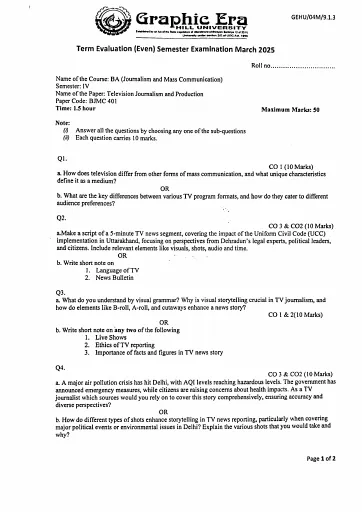 GEHU/04M/9.1.3
Graphic Era
HILL UNIVERSITY
Term Evaluation (Even) Semester Examination March 2025
Roll no..............................
Name of the Course: BA (Journalism and Mass Communication)
Semester: IV
Name of the Paper: Television Journalism and Production
Paper Code: BJMC 401
Time: 1.5 hour Maximum Marks: 50
Note:
(i) Answer all the questions by choosing any one of the sub-questions
(ii) Each question carries 10 marks.
Q1.
CO 1 (10 Marks)
a. How does television differ from other forms of mass communication, and what unique characteristics
define it as a medium?
OR
b. What are the key differences between various TV program formats, and how do they cater to different
audience preferences?
Q2.
CO 3 & CO2 (10 Marks)
a.Make a script of a 5-minute TV news segment, covering the impact of the Uniform Civil Code (UCC)
implementation in Uttarakhand, focusing on perspectives from Dehradun's legal experts, political leaders,
and citizens. Include relevant elements like visuals, shots, audio and time.
OR
b. Write short note on
1. Language of TV
2. News Bulletin
Q3.
a. What do you understand by visual grammar? Why is visual storytelling crucial in TV journalism, and
how do elements like B-roll, A-roll, and cutaways enhance a news story?
CO 1 & 2(10 Marks)
OR
b. Write short note on any two of the following
1. Live Shows
2. Ethics of TV reporting
3. Importance of facts and figures in TV news story
Q4.
CO 3 & CO2 (10 Marks)
a. A major air pollution crisis has hit Delhi, with AQI levels reaching hazardous levels. The government has
announced emergency measures, while citizens are raising concerns about health impacts. As a TV
journalist which sources would you rely on to cover this story comprehensively, ensuring accuracy and
diverse perspectives?
OR
b. How do different types of shots enhance storytelling in TV news reporting, particularly when covering
major political events or environmental issues in Delhi? Explain the various shots that you would take and
why?
Page 1 of 2